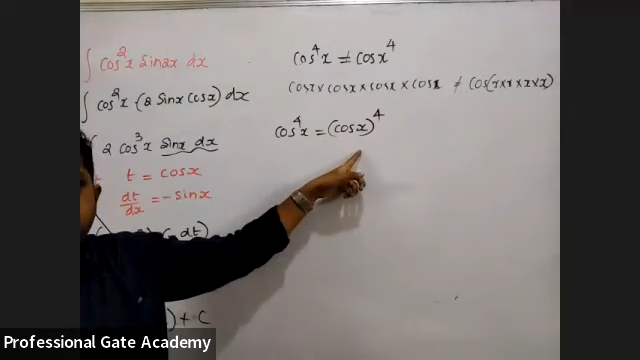 ∫ cos²x sin2x dx
∫ cos²x (2 sinx cosx) dx
2 cos³x sinx dx
t = cosx
dt/dx = -sinx
(-dt)
) + C
cos⁴x ≠ cosx⁴
cosx × cosx × cosx × cosx ≠ cos(x×x×x×x)
cos⁴x = (cosx)⁴
Professional Gate Academy